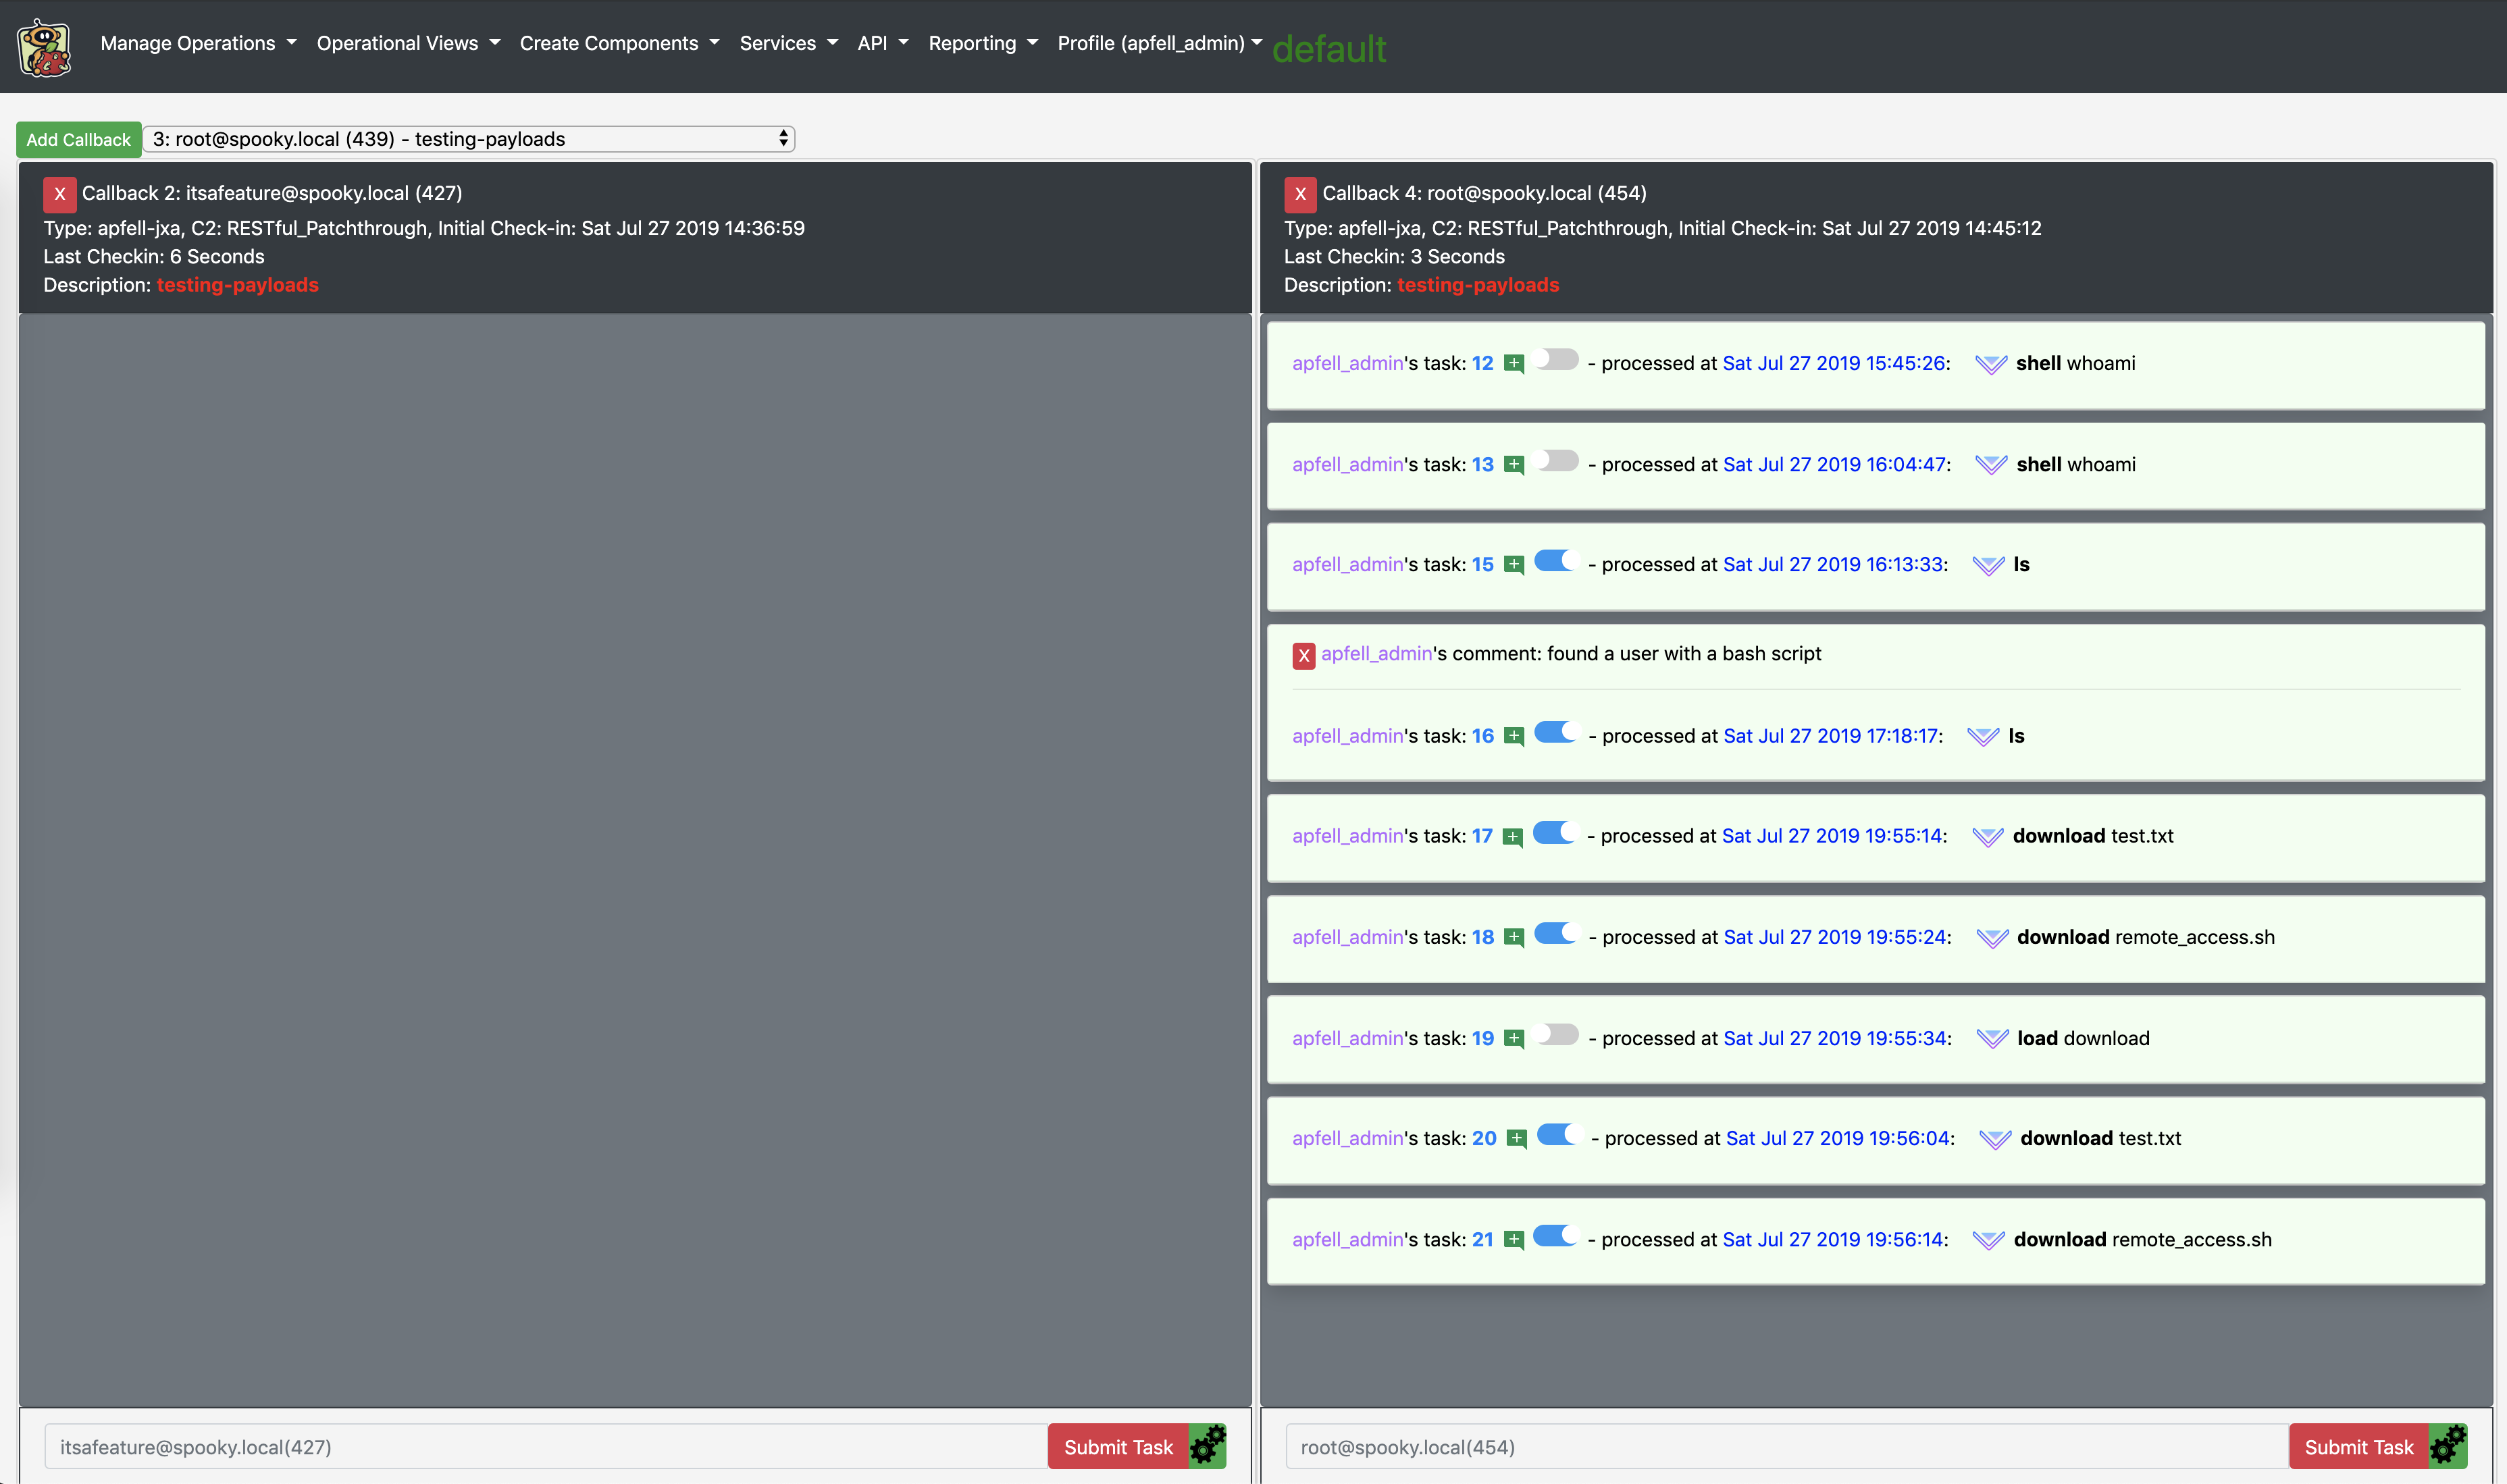 Manage Operations Operational Views Create Components Services API Reporting Profile (apfell_admin) default
Add Callback 3: root@spooky.local (439) - testing-payloads
X Callback 2: itsafeature@spooky.local (427)
Type: apfell-jxa, C2: RESTful_Patchthrough, Initial Check-in: Sat Jul 27 2019 14:36:59
Last Checkin: 6 Seconds
Description: testing-payloads
itsafeature@spooky.local(427) Submit Task
X Callback 4: root@spooky.local (454)
Type: apfell-jxa, C2: RESTful_Patchthrough, Initial Check-in: Sat Jul 27 2019 14:45:12
Last Checkin: 3 Seconds
Description: testing-payloads
apfell_admin's task: 12 - processed at Sat Jul 27 2019 15:45:26: shell whoami
apfell_admin's task: 13 - processed at Sat Jul 27 2019 16:04:47: shell whoami
apfell_admin's task: 15 - processed at Sat Jul 27 2019 16:13:33: ls
X apfell_admin's comment: found a user with a bash script
apfell_admin's task: 16 - processed at Sat Jul 27 2019 17:18:17: ls
apfell_admin's task: 17 - processed at Sat Jul 27 2019 19:55:14: download test.txt
apfell_admin's task: 18 - processed at Sat Jul 27 2019 19:55:24: download remote_access.sh
apfell_admin's task: 19 - processed at Sat Jul 27 2019 19:55:34: load download
apfell_admin's task: 20 - processed at Sat Jul 27 2019 19:56:04: download test.txt
apfell_admin's task: 21 - processed at Sat Jul 27 2019 19:56:14: download remote_access.sh
root@spooky.local(454) Submit Task